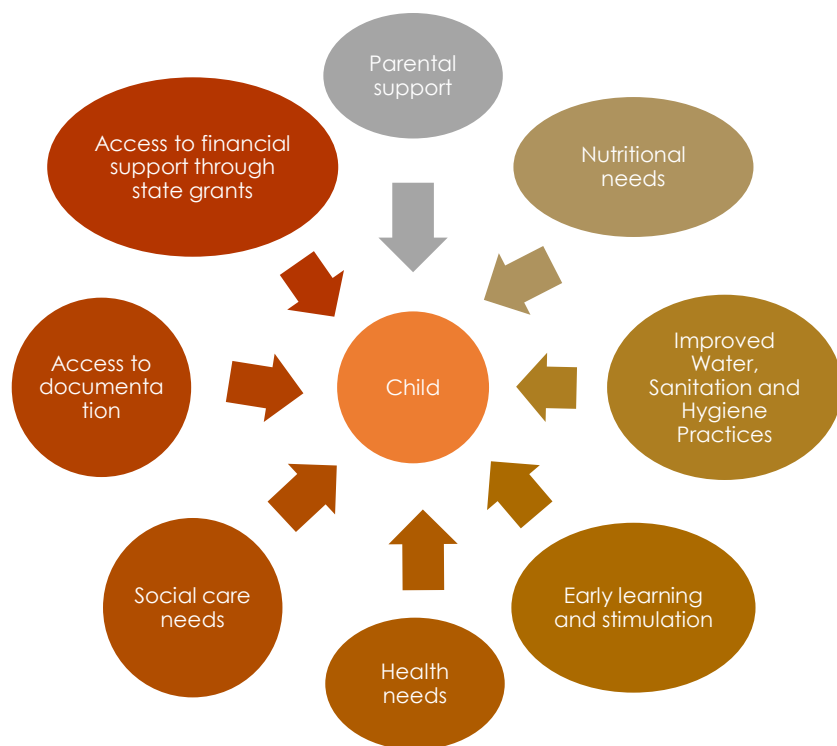 Parental
support
Nutritional
needs
Improved
Water,
Sanitation and
Hygiene
Practices
Early learning
and stimulation
Health
needs
Social care
needs
Access to
documenta
tion
Access to financial
support through
state grants
Child